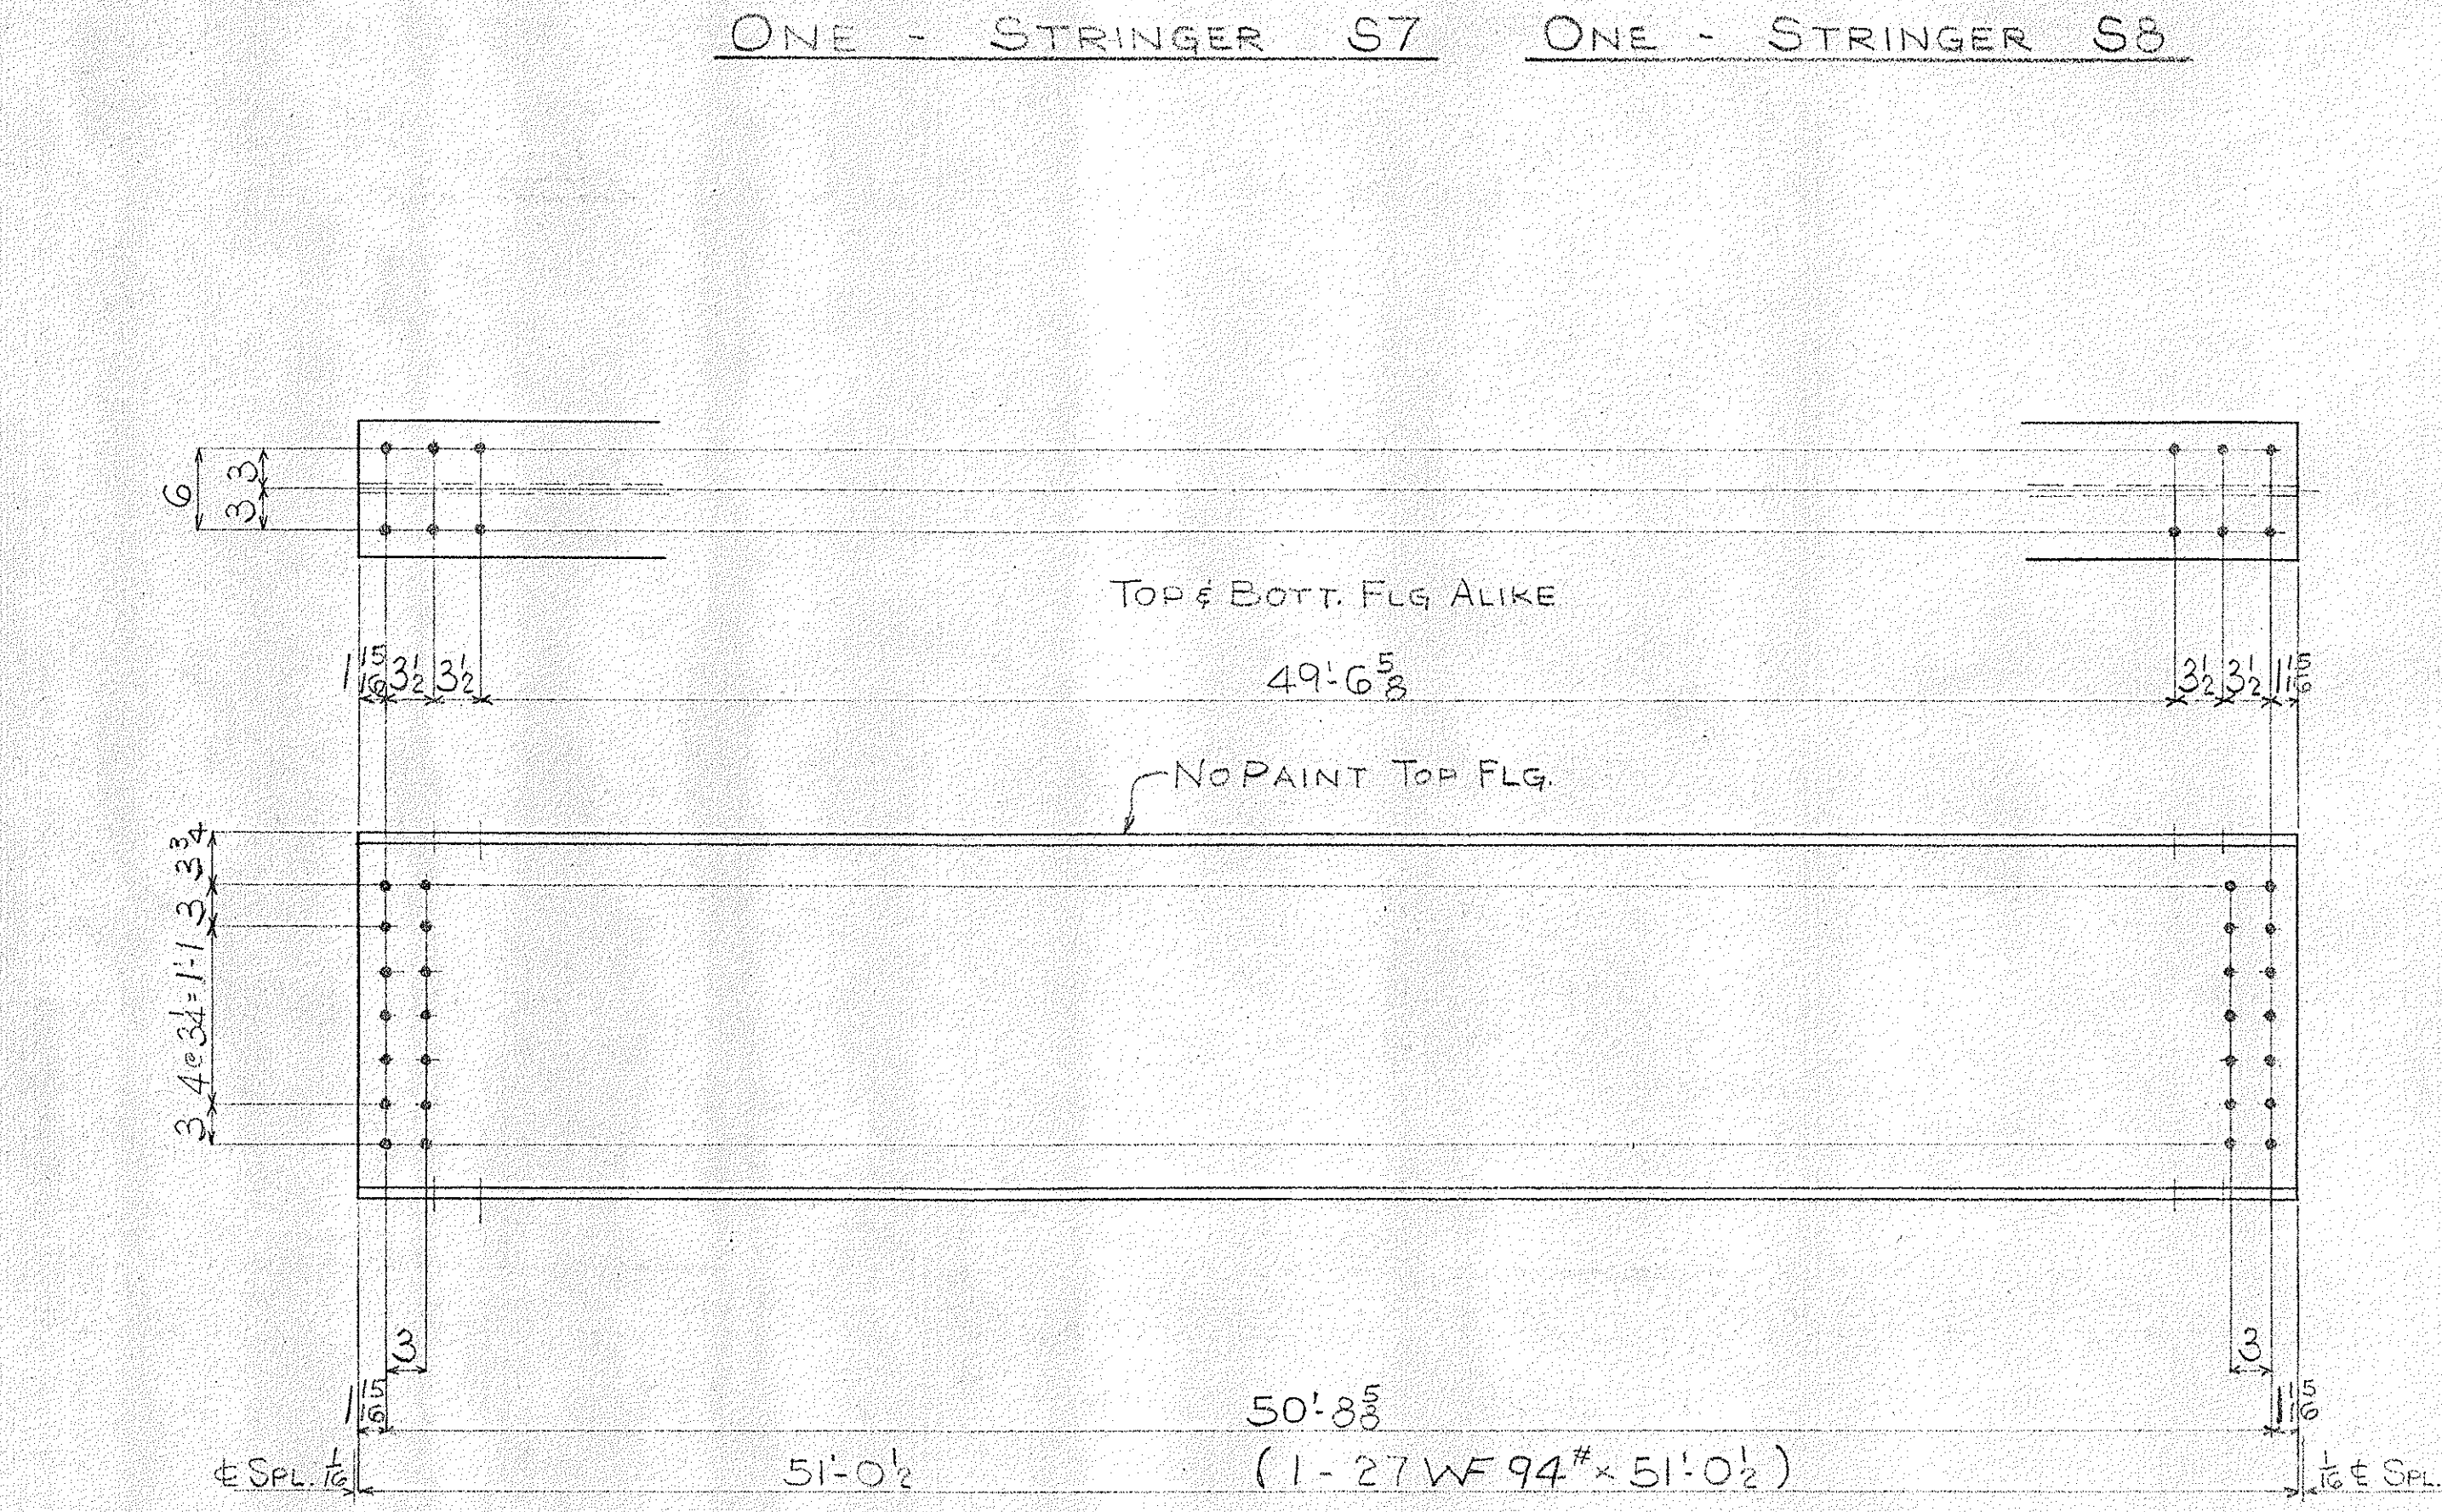 ONE - STRINGER S7 ONE - STRINGER S8
6
3
3
TOP & BOTT. FLG ALIKE
1 15/16 3 1/2 3 1/2 49'-6 5/8 3 1/2 3 1/2 1 15/16
NO PAINT TOP FLG.
3 3/4
3
4 @ 3 1/4 = 1'-1
3
3 3
1 15/16 50'-8 5/8 1 15/16
℄ SPL. 1/16 51'-0 1/2 (1 - 27 WF 94# x 51'-0 1/2) 1/16 ℄ SPL.